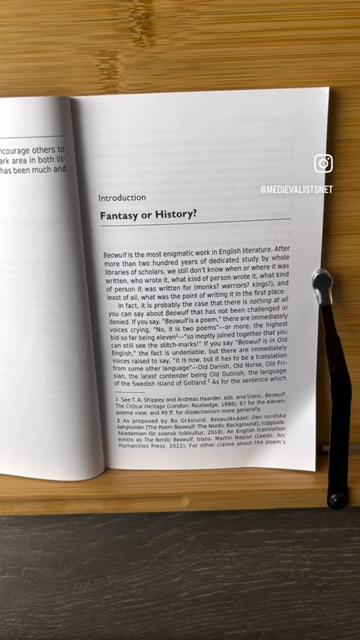 ncourage others to
ark area in both lit-
has been much and
@MEDIEVALISTSNET
Introduction
Fantasy or History?
Beowulf is the most enigmatic work in English literature. After
more than two hundred years of dedicated study by whole
libraries of scholars, we still don't know when or where it was
written, who wrote it, what kind of person wrote it, what kind
of person it was written for (monks? warriors? kings?), and
least of all, what was the point of writing it in the first place.
In fact, it is probably the case that there is nothing at all
you can say about Beowulf that has not been challenged or
denied. If you say, "Beowulf is a poem," there are immediately
voices crying, "No, it is two poems"—or more, the highest
bid so far being eleven¹—"so ineptly joined together that you
can still see the stitch-marks!" If you say "Beowulf is in Old
English," the fact is undeniable, but there are immediately
voices raised to say, "it is now, but it has to be a translation
from some other language"—Old Danish, Old Norse, Old Fri-
sian, the latest contender being Old Gutnish, the language
of the Swedish Island of Gotland.² As for the sentence which
1 See T. A. Shippey and Andreas Haarder, eds. and trans., Beowulf:
The Critical Heritage (London: Routledge, 1998), 67 for the eleven-
poems view; and 49 ff. for dissectionism more generally.
2 As proposed by Bo Gräslund, Beowulfkvädet: Den nordiska
bakgrunden [The Poem Beowulf: The Nordic Background], (Uppsala:
Akademien för svensk folkkultur, 2018). An English translation
exists as The Nordic Beowulf, trans. Martin Naylor (Leeds: Arc
Humanities Press, 2022). For other claims about the poem's